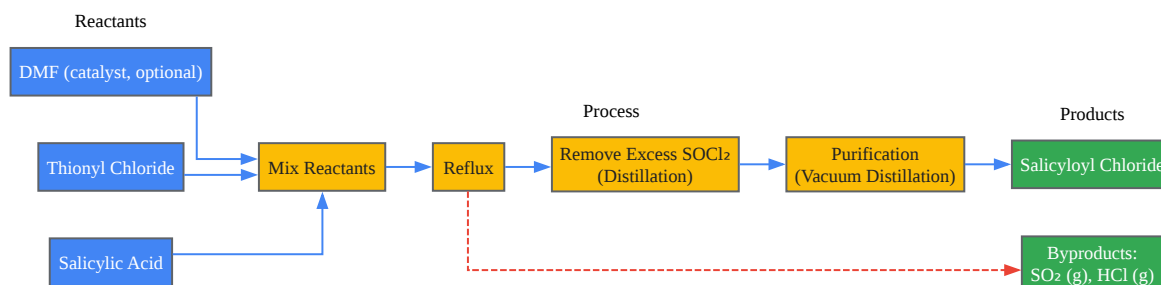 Reactants
DMF (catalyst, optional)
Process
Products
Thionyl Chloride
Mix Reactants
Reflux
Remove Excess SOCl₂
(Distillation)
Purification
(Vacuum Distillation)
Salicyloyl Chloride
Salicylic Acid
Byproducts:
SO₂ (g), HCl (g)